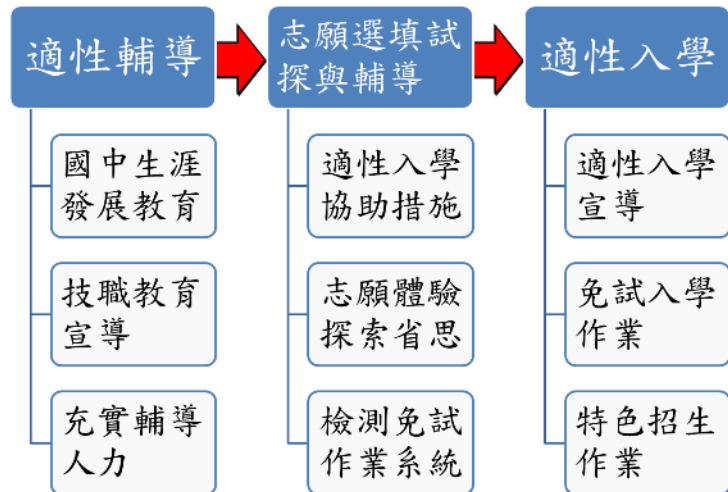 適性輔導
國中生涯
發展教育
技職教育
宣導
充實輔導
人力
志願選填試
探與輔導
適性入學
協助措施
志願體驗
探索省思
檢測免試
作業系統
適性入學
適性入學
宣導
免試入學
作業
特色招生
作業